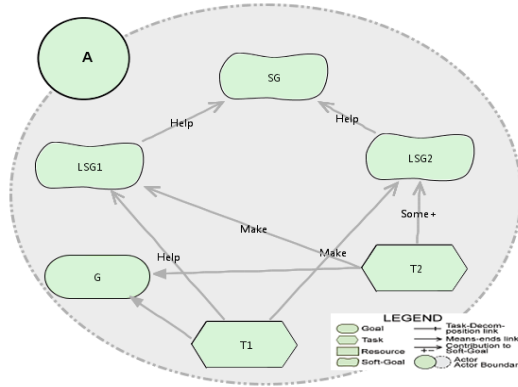 A
SG
Help
Help
LSG1
LSG2
Some+
Make
Make
Help
G
T2
T1
LEGEND
Goal
Task
Resource
Soft-Goal
Task-Decom-
position link
Means-ends link
Contribution to
Soft-Goal
Actor
Actor Boundar